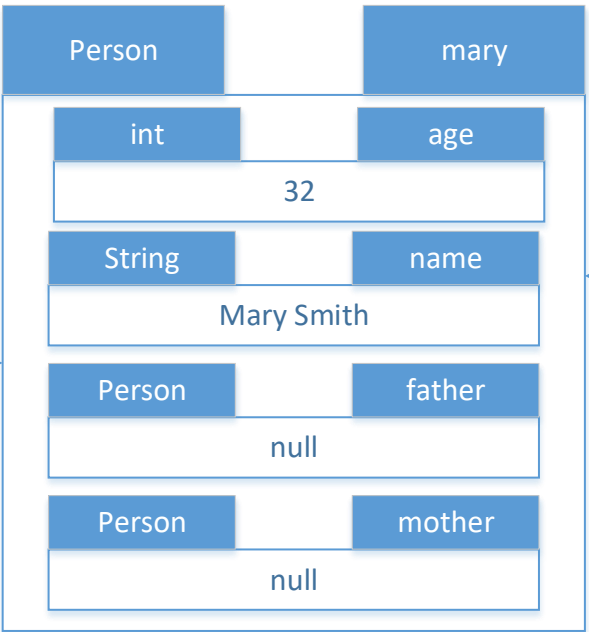 Person mary
int age
32
String name
Mary Smith
Person father
null
Person mother
null